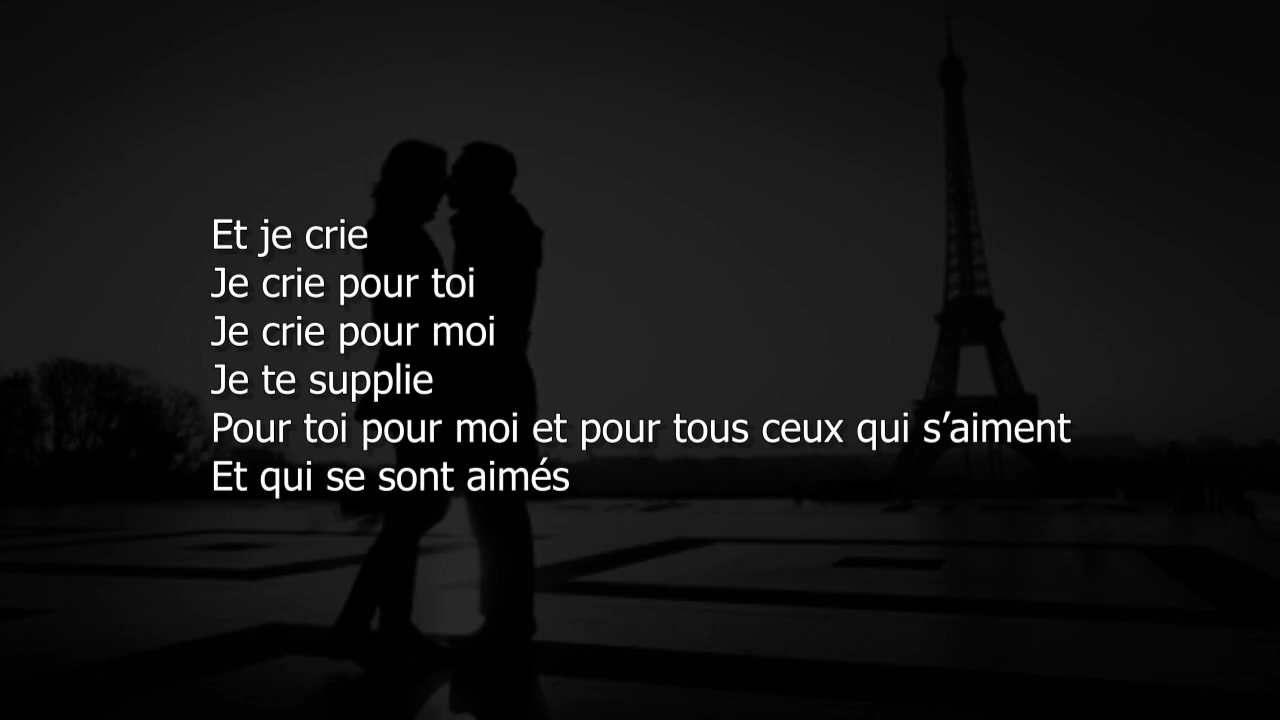 Et je crie
Je crie pour toi
Je crie pour moi
Je te supplie
Pour toi pour moi et pour tous ceux qui s’aiment
Et qui se sont aimés